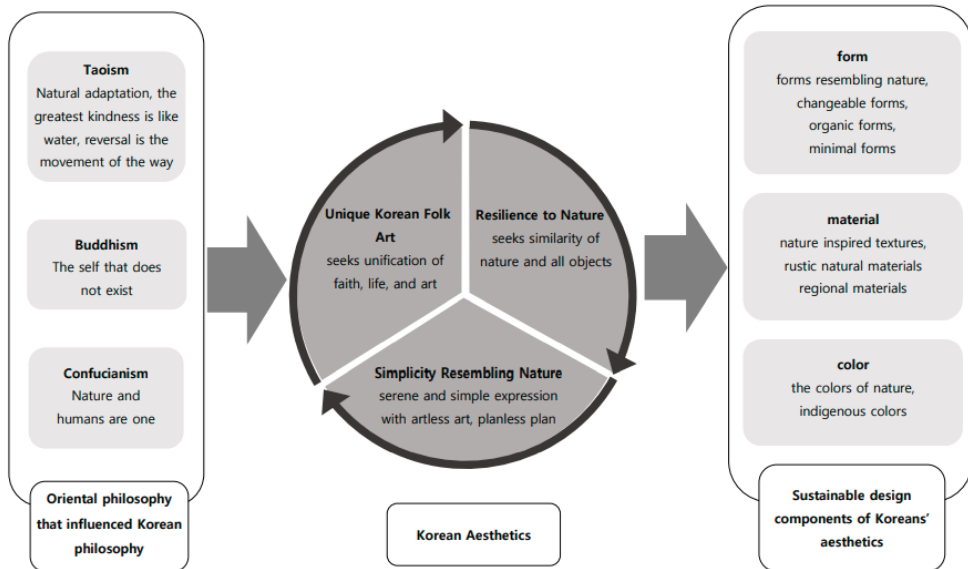 Taoism
Natural adaptation, the
greatest kindness is like
water, reversal is the
movement of the way
Buddhism
The self that does
not exist
Confucianism
Nature and
humans are one
Oriental philosophy
that influenced Korean
philosophy
Unique Korean Folk
Art
seeks unification of
faith, life, and art
Resilience to Nature
seeks similarity of
nature and all objects
Simplicity Resembling Nature
serene and simple expression
with artless art, planless plan
Korean Aesthetics
form
forms resembling nature,
changeable forms,
organic forms,
minimal forms
material
nature inspired textures,
rustic natural materials
regional materials
color
the colors of nature,
indigenous colors
Sustainable design
components of Koreans’
aesthetics